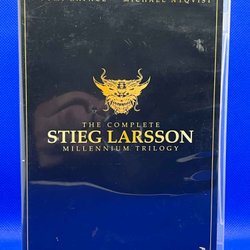 MICHAEL NYQVIST
THE COMPLETE
STIEG LARSSON
MILLENNIUM TRILOGY